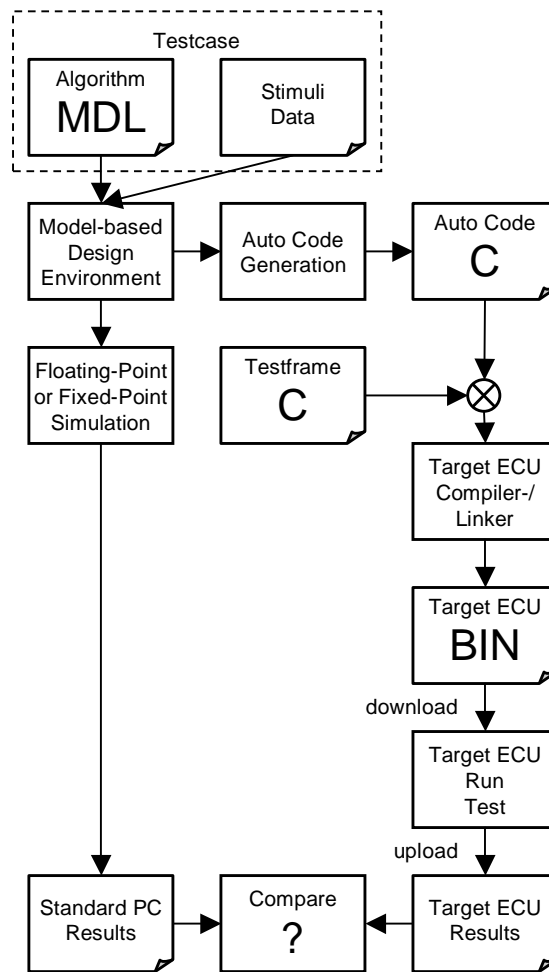 Testcase
Algorithm
MDL
Stimuli
Data
Model-based
Design
Environment
Auto Code
Generation
Auto Code
C
Floating-Point
or Fixed-Point
Simulation
Testframe
C
Target ECU
Compiler-/
Linker
Target ECU
BIN
download
Target ECU
Run
Test
upload
Standard PC
Results
Compare
?
Target ECU
Results